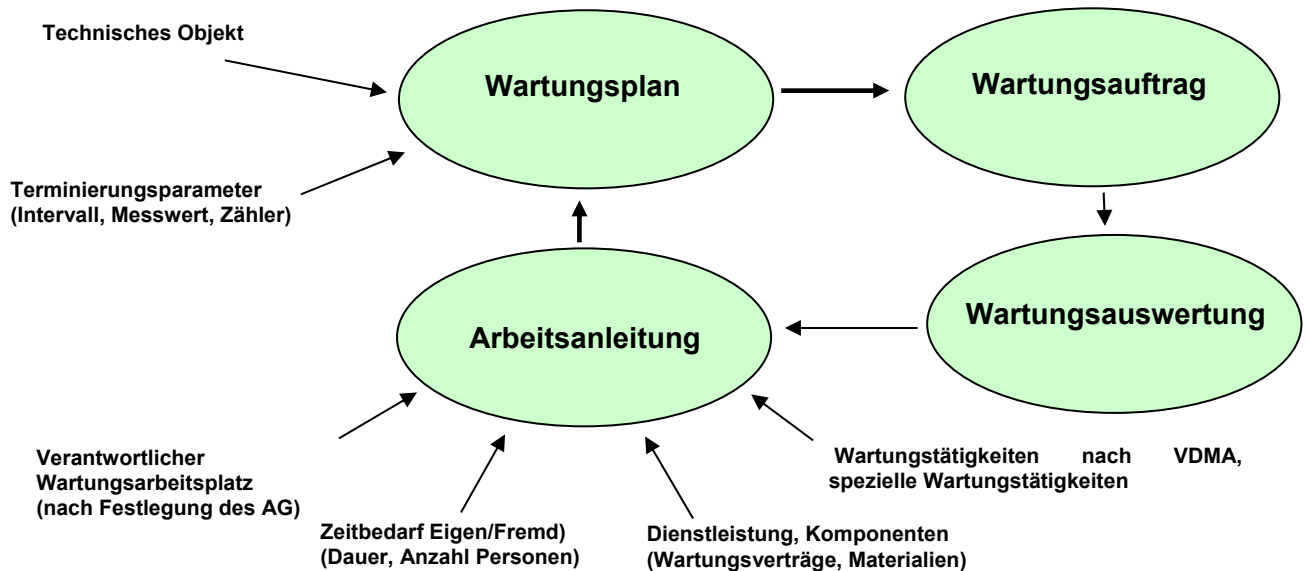 Technisches Objekt
Wartungsplan
Wartungsauftrag
Terminierungsparameter
(Intervall, Messwert, Zähler)
Arbeitsanleitung
Wartungsauswertung
Verantwortlicher
Wartungsarbeitsplatz
(nach Festlegung des AG)
Zeitbedarf Eigen/Fremd)
(Dauer, Anzahl Personen)
Dienstleistung, Komponenten
(Wartungsverträge, Materialien)
Wartungstätigkeiten nach VDMA,
spezielle Wartungstätigkeiten